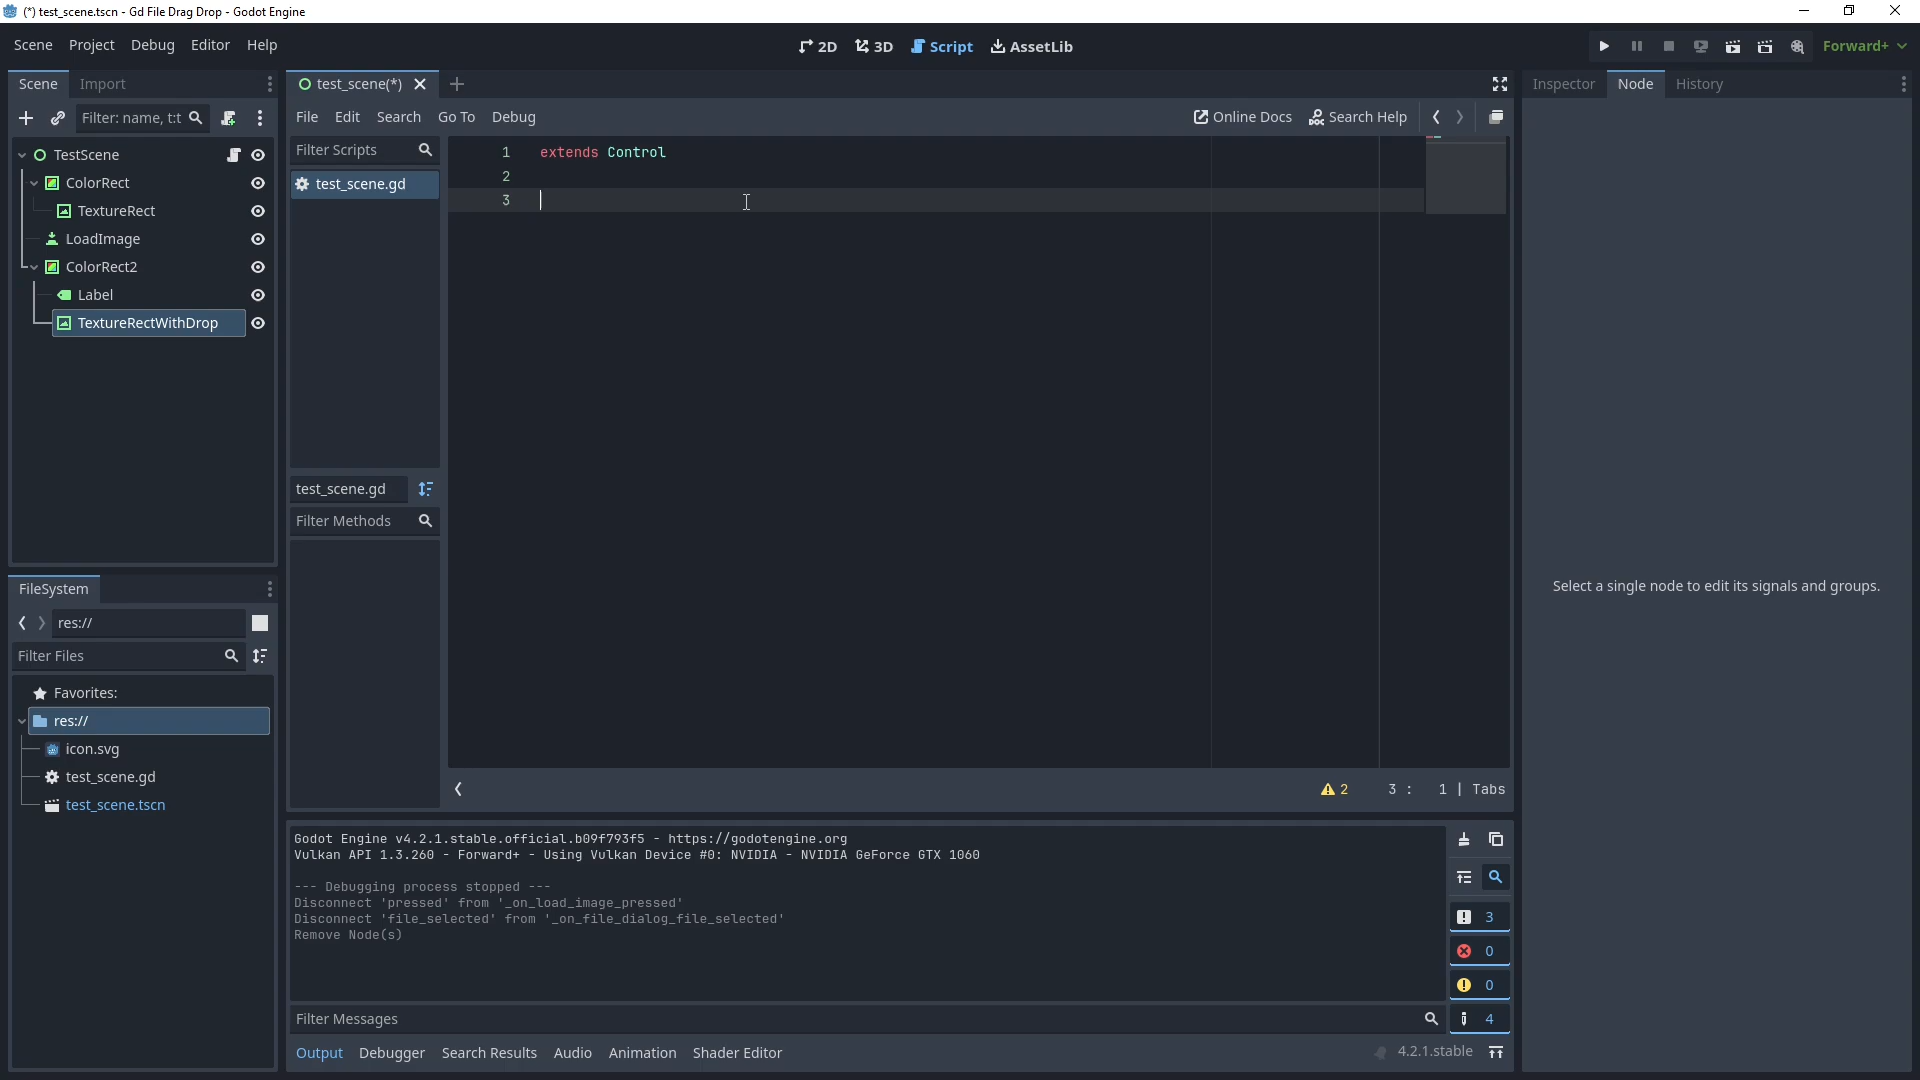 (*) test_scene.tscn - Gd File Drag Drop - Godot Engine
Scene Project Debug Editor Help
2D 3D Script AssetLib
Forward+
Scene Import
test_scene(*)
Inspector Node History
Filter: name, t:t
File Edit Search Go To Debug
Online Docs Search Help
TestScene
ColorRect
TextureRect
LoadImage
ColorRect2
Label
TextureRectWithDrop
Filter Scripts
test_scene.gd
test_scene.gd
Filter Methods
1 extends Control
2
3
2 3 : 1 | Tabs
Select a single node to edit its signals and groups.
FileSystem
res://
Filter Files
Favorites:
res://
icon.svg
test_scene.gd
test_scene.tscn
Godot Engine v4.2.1.stable.official.b09f793f5 - https://godotengine.org
Vulkan API 1.3.260 - Forward+ - Using Vulkan Device #0: NVIDIA - NVIDIA GeForce GTX 1060
--- Debugging process stopped ---
Disconnect 'pressed' from '_on_load_image_pressed'
Disconnect 'file_selected' from '_on_file_dialog_file_selected'
Remove Node(s)
3
0
0
4
Filter Messages
Output Debugger Search Results Audio Animation Shader Editor
4.2.1.stable